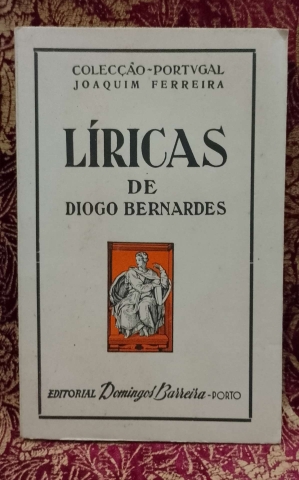 COLECÇÃO-PORTVGAL
JOAQUIM FERREIRA
LÍRICAS
DE
DIOGO BERNARDES
EDITORIAL Domingos Barreira-PORTO